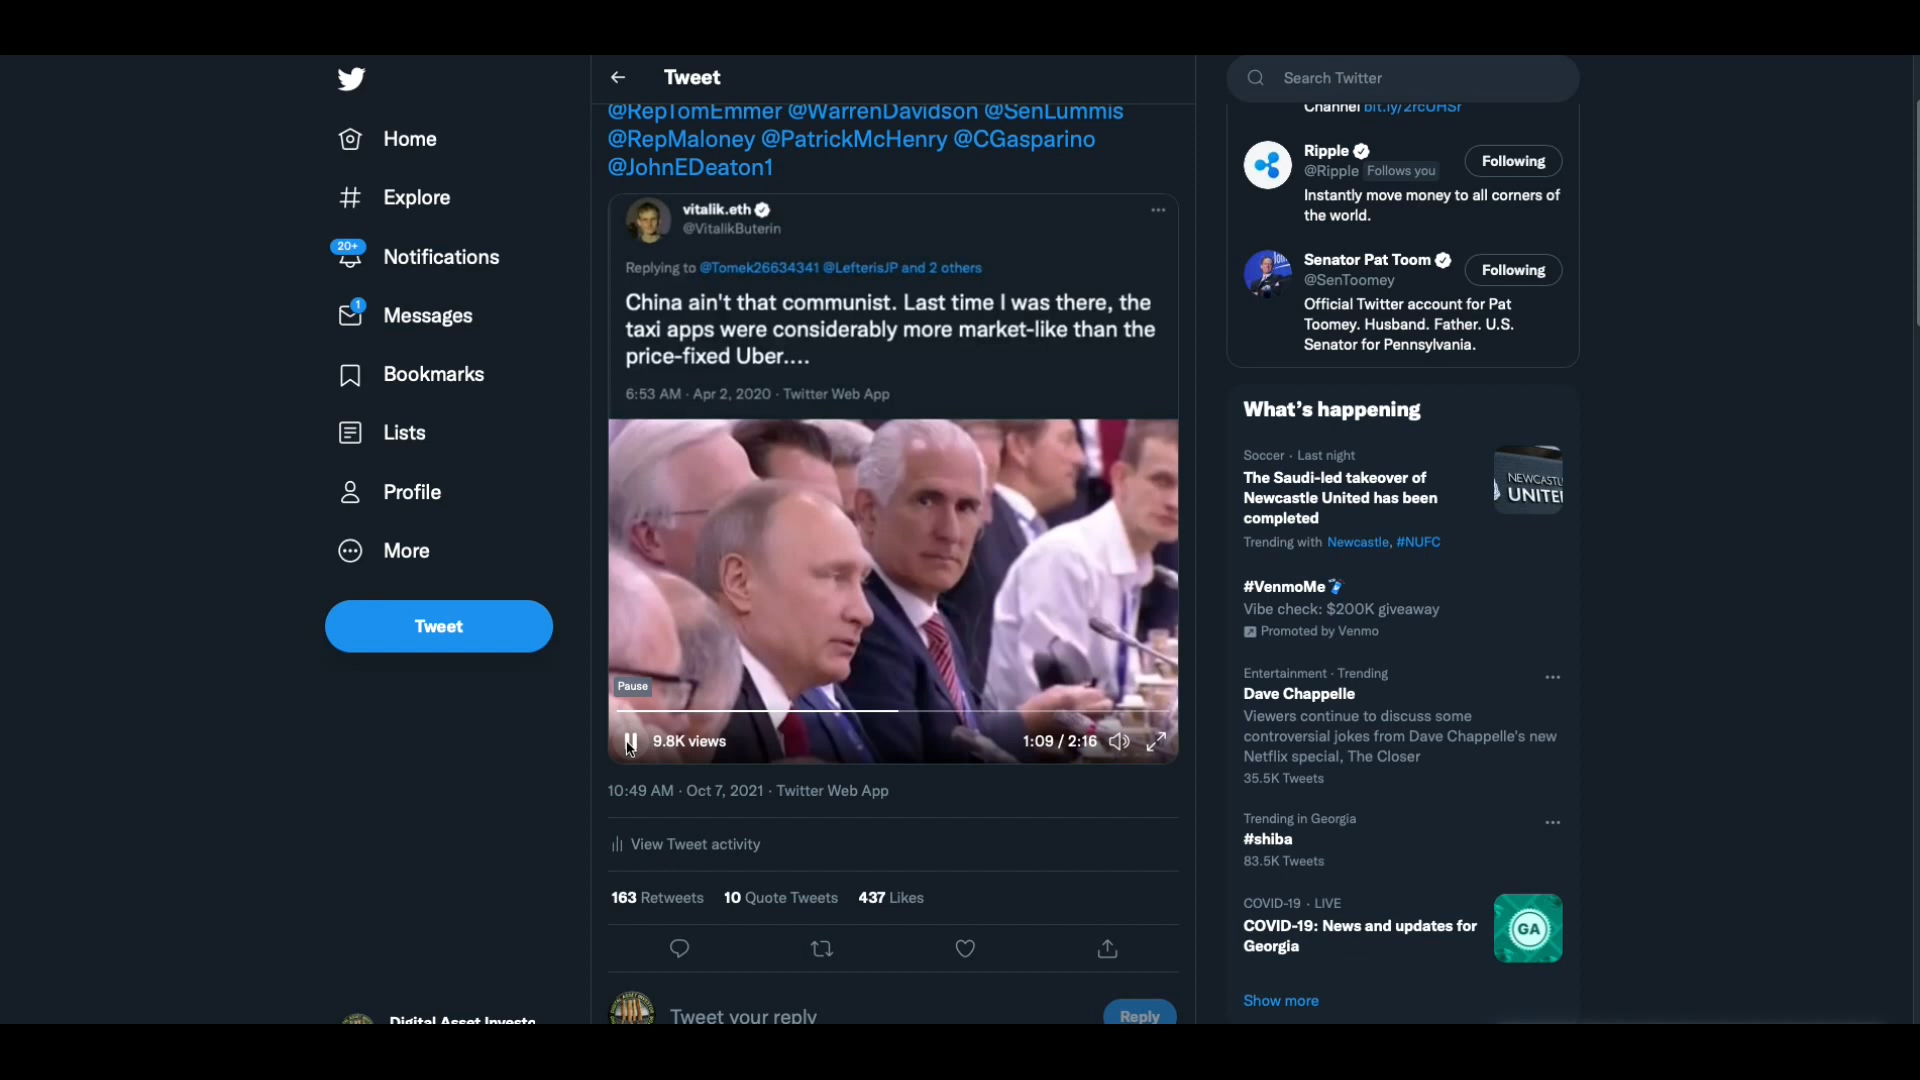 Tweet
Search Twitter
Home
Explore
20+
Notifications
1
Messages
Bookmarks
Lists
Profile
More
Tweet
Digital Asset Investo
@RepTomEmmer @WarrenDavidson @SenLummis
@RepMaloney @PatrickMcHenry @CGasparino
@JohnEDeaton1
vitalik.eth
@VitalikButerin
Replying to @Tomek26634341 @LefterisJP and 2 others
China ain't that communist. Last time I was there, the
taxi apps were considerably more market-like than the
price-fixed Uber....
6:53 AM · Apr 2, 2020 · Twitter Web App
Pause
9.8K views
1:09 / 2:16
10:49 AM · Oct 7, 2021 · Twitter Web App
View Tweet activity
163 Retweets 10 Quote Tweets 437 Likes
Tweet your reply
Reply
Channel bit.ly/2rcUHSr
Ripple
@Ripple Follows you
Following
Instantly move money to all corners of
the world.
Senator Pat Toom
@SenToomey
Following
Official Twitter account for Pat
Toomey. Husband. Father. U.S.
Senator for Pennsylvania.
What's happening
Soccer · Last night
The Saudi-led takeover of
Newcastle United has been
completed
Trending with Newcastle, #NUFC
NEWCASTL
UNITE
#VenmoMe
Vibe check: $200K giveaway
Promoted by Venmo
Entertainment · Trending
Dave Chappelle
Viewers continue to discuss some
controversial jokes from Dave Chappelle's new
Netflix special, The Closer
35.5K Tweets
Trending in Georgia
#shiba
83.5K Tweets
COVID-19 · LIVE
COVID-19: News and updates for
Georgia
GA
Show more